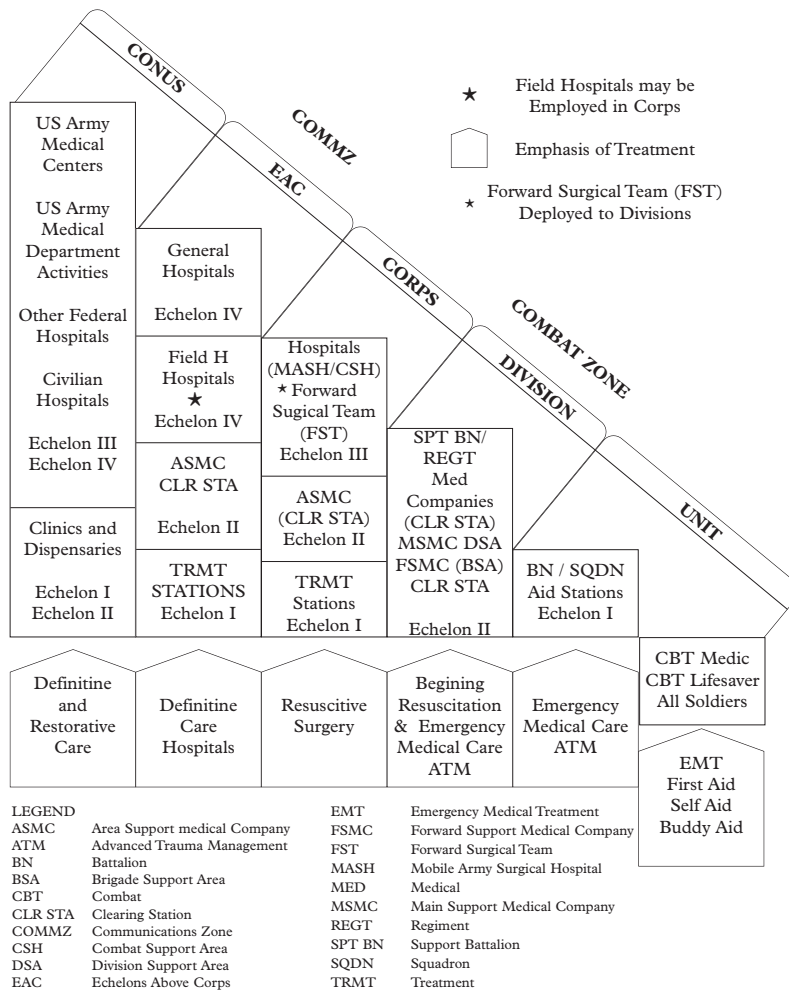 CONUS
COMMZ
EAC
CORPS
COMBAT ZONE
DIVISION
UNIT
★ Field Hospitals may be
Employed in Corps
Emphasis of Treatment
★ Forward Surgical Team (FST)
Deployed to Divisions
US Army
Medical
Centers
US Army
Medical
Department
Activities
Other Federal
Hospitals
Civilian
Hospitals
Echelon III
Echelon IV
Clinics and
Dispensaries
Echelon I
Echelon II
General
Hospitals
Echelon IV
Field H
Hospitals
★
Echelon IV
ASMC
CLR STA
Echelon II
TRMT
STATIONS
Echelon I
Hospitals
(MASH/CSH)
★ Forward
Sugical Team
(FST)
Echelon III
ASMC
(CLR STA)
Echelon II
TRMT
Stations
Echelon I
SPT BN/
REGT
Med
Companies
(CLR STA)
MSMC DSA
FSMC (BSA)
CLR STA
Echelon II
BN / SQDN
Aid Stations
Echelon I
CBT Medic
CBT Lifesaver
All Soldiers
Definitine
and
Restorative
Care
Definitine
Care
Hospitals
Resuscitive
Surgery
Begining
Resuscitation
& Emergency
Medical Care
ATM
Emergency
Medical Care
ATM
EMT
First Aid
Self Aid
Buddy Aid
LEGEND
ASMC Area Support medical Company
ATM Advanced Trauma Management
BN Battalion
BSA Brigade Support Area
CBT Combat
CLR STA Clearing Station
COMMZ Communications Zone
CSH Combat Support Area
DSA Division Support Area
EAC Echelons Above Corps
EMT Emergency Medical Treatment
FSMC Forward Support Medical Company
FST Forward Surgical Team
MASH Mobile Army Surgical Hospital
MED Medical
MSMC Main Support Medical Company
REGT Regiment
SPT BN Support Battalion
SQDN Squadron
TRMT Treatment